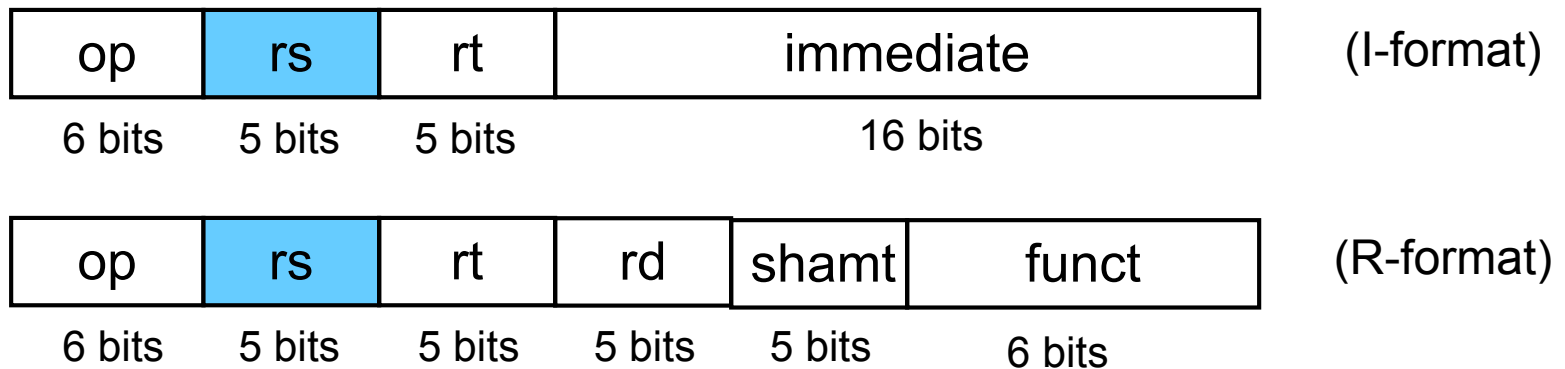 op rs rt immediate (I-format)
6 bits 5 bits 5 bits 16 bits
op rs rt rd shamt funct (R-format)
6 bits 5 bits 5 bits 5 bits 5 bits 6 bits